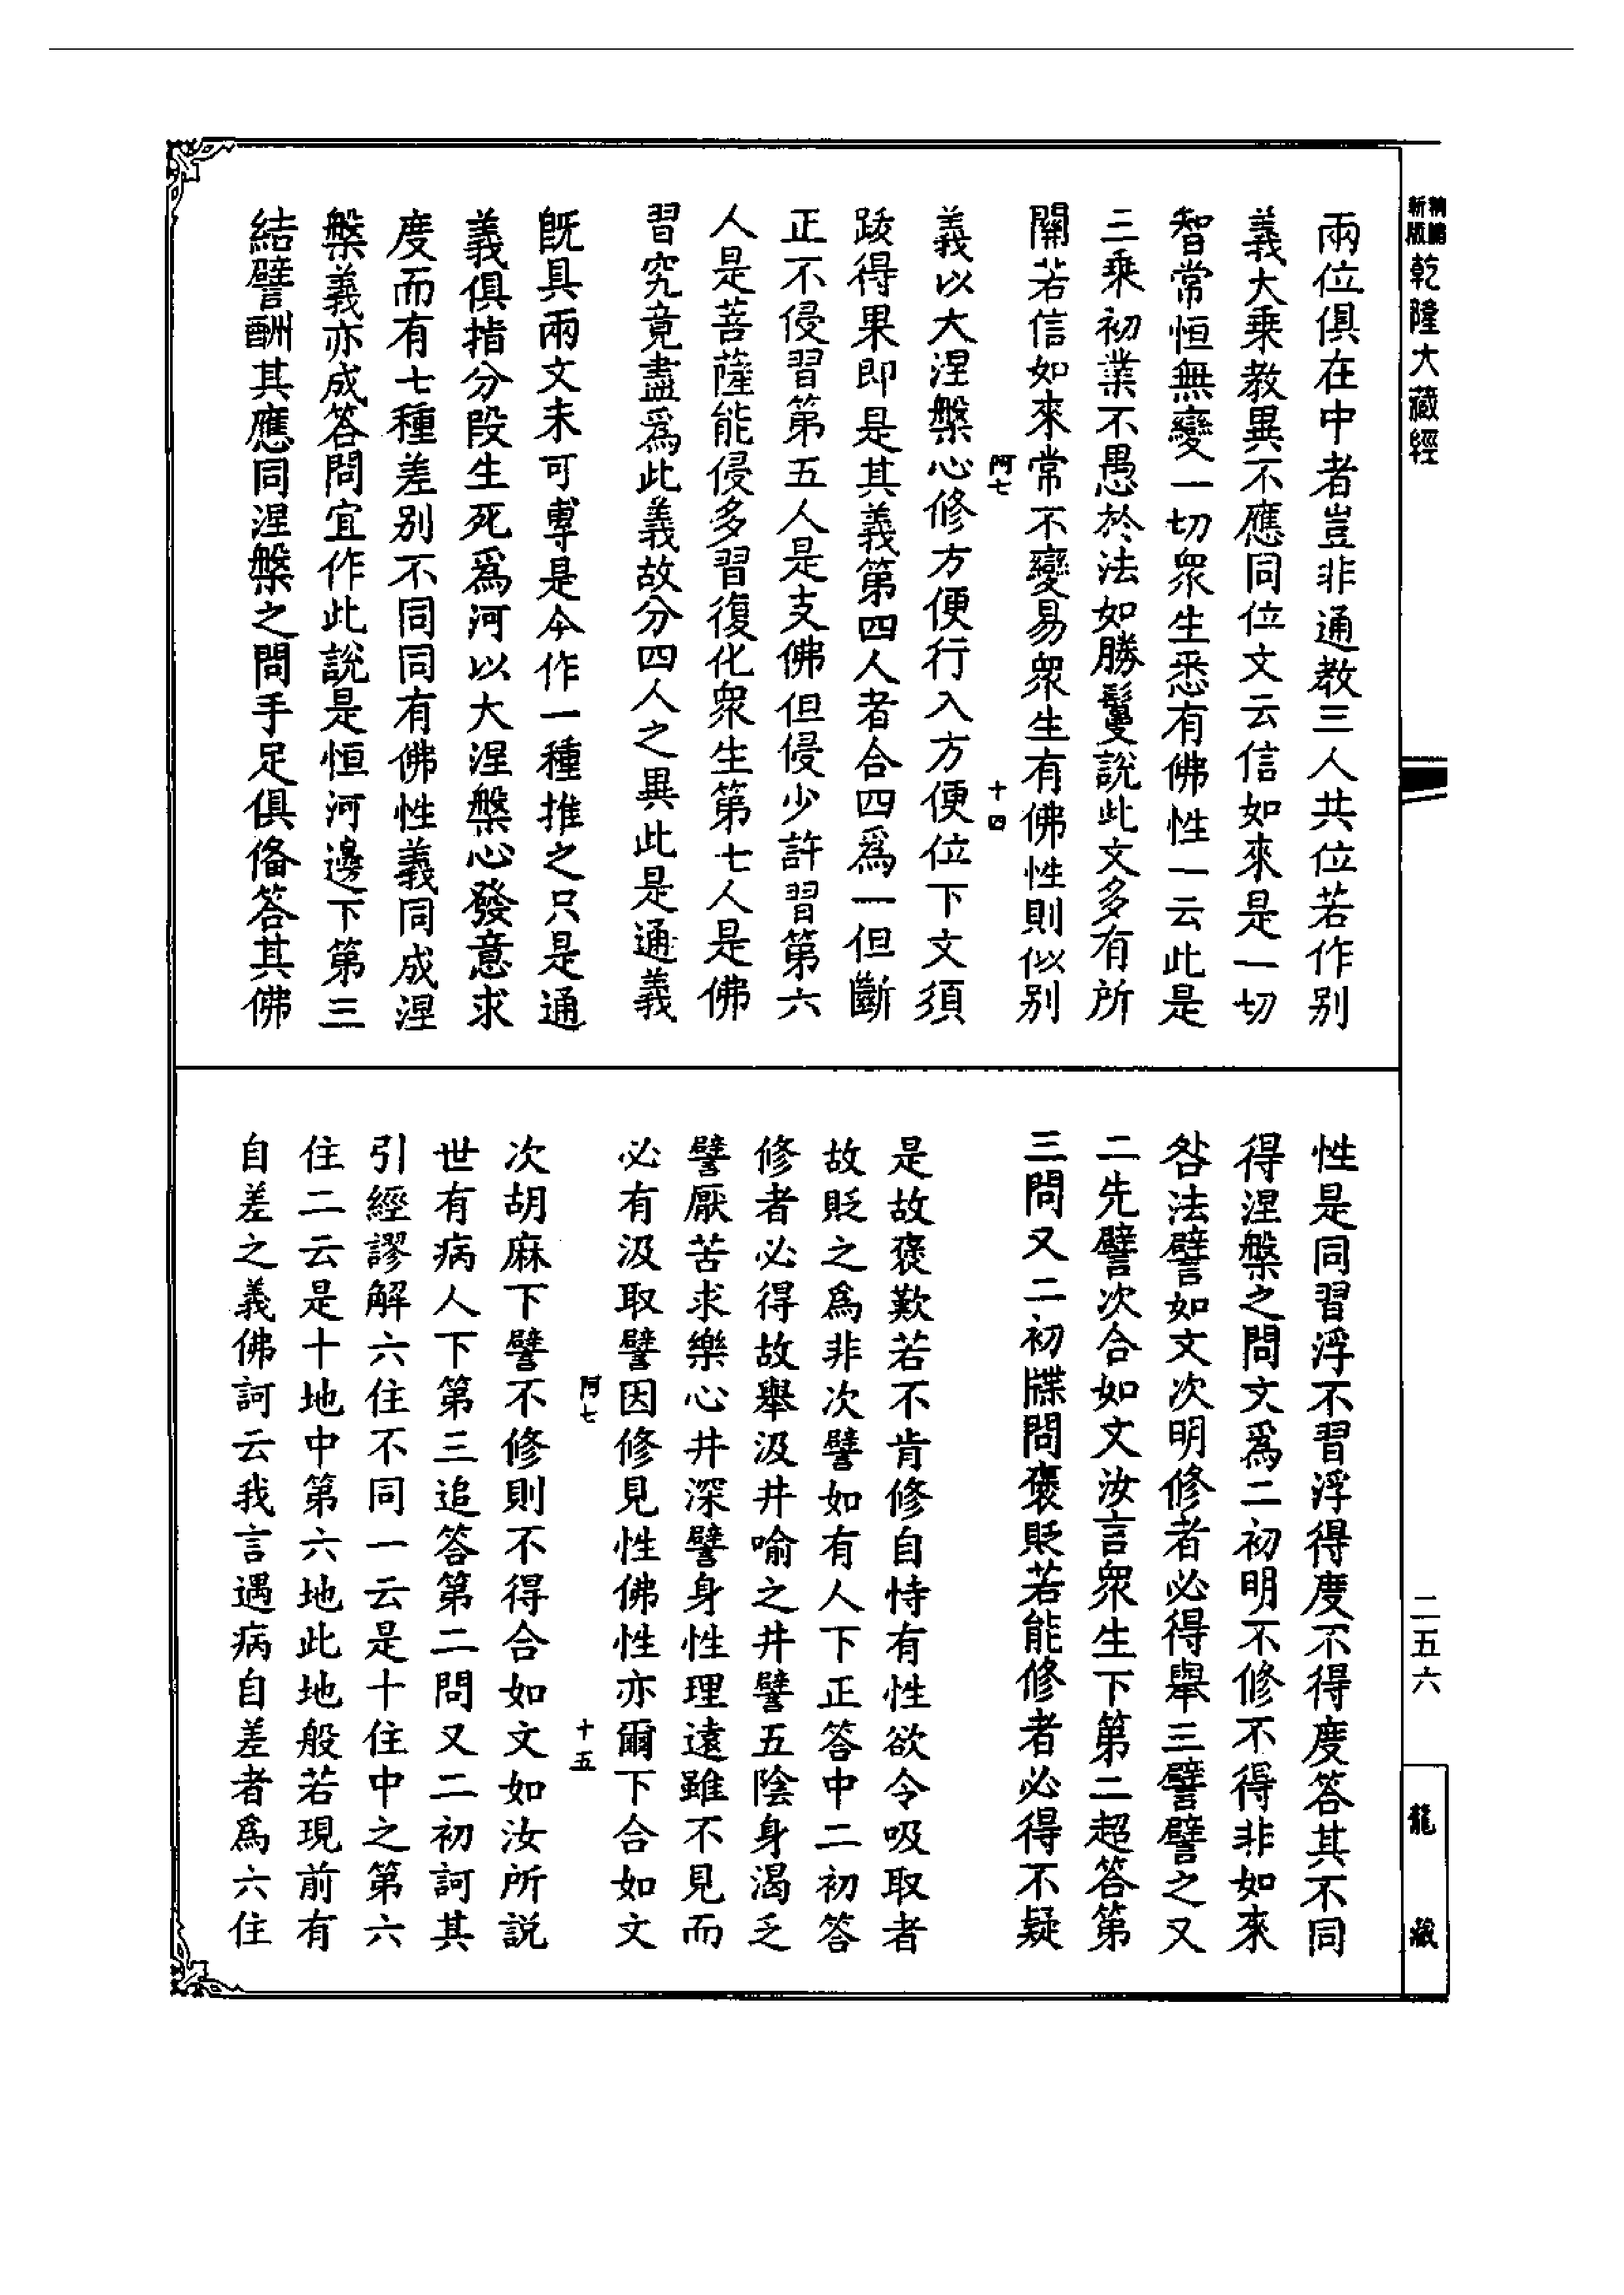 精編新版
乾隆大藏經
兩位俱在中者豈非通教三人共位若作別
義大乘教異不應同位文云信如來是一切
智常恒無變一切眾生悉有佛性一云此是
三乘初業不愚於法如勝鬘說此文多有所
關若信如來常不變易眾生有佛性則似別
阿七
十四
義以大涅槃心修方便行入方便位下文須
跋得果即是其義第四人者合四為一但斷
正不侵習第五人是支佛但侵少許習第六
人是菩薩能侵多習復化眾生第七人是佛
習究竟盡為此義故分四人之異此是通義
既具兩文未可專是今作一種推之只是通
義俱指分段生死為河以大涅槃心發意求
度而有七種差別不同同有佛性義同成涅
槃義亦成答問宜作此說是恒河邊下第三
結譬酬其應同涅槃之問手足俱俻答其佛
性是同習浮不習浮得度不得度答其不同
得涅槃之問文為二初明不修不得非如來
咎法譬如文次明修者必得舉三譬譬之又
二先譬次合如文汝言眾生下第二超答第
三問又二初牒問褒貶若能修者必得不疑
是故褒歎若不肯修自恃有性欲令吸取者
故貶之為非次譬如有人下正答中二初答
修者必得故舉汲井喻之井譬五陰身渴乏
譬厭苦求樂心井深譬身性理遠雖不見而
必有汲取譬因修見性佛性亦爾下合如文
阿七
十五
次胡麻下譬不修則不得合如文如汝所說
世有病人下第三追答第二問又二初訶其
引經謬解六住不同一云是十住中之第六
住二云是十地中第六地此地般若現前有
自差之義佛訶云我言遇病自差者為六住
二五六
龍藏